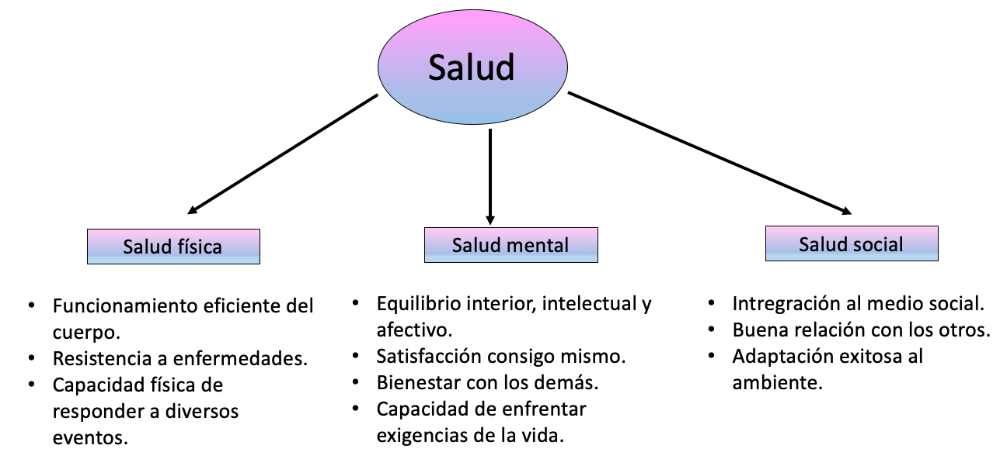 Salud
Salud física
Salud mental
Salud social
• Funcionamiento eficiente del
cuerpo.
• Resistencia a enfermedades.
• Capacidad física de
responder a diversos
eventos.
• Equilibrio interior, intelectual y
afectivo.
• Satisfacción consigo mismo.
• Bienestar con los demás.
• Capacidad de enfrentar
exigencias de la vida.
• Intregración al medio social.
• Buena relación con los otros.
• Adaptación exitosa al
ambiente.